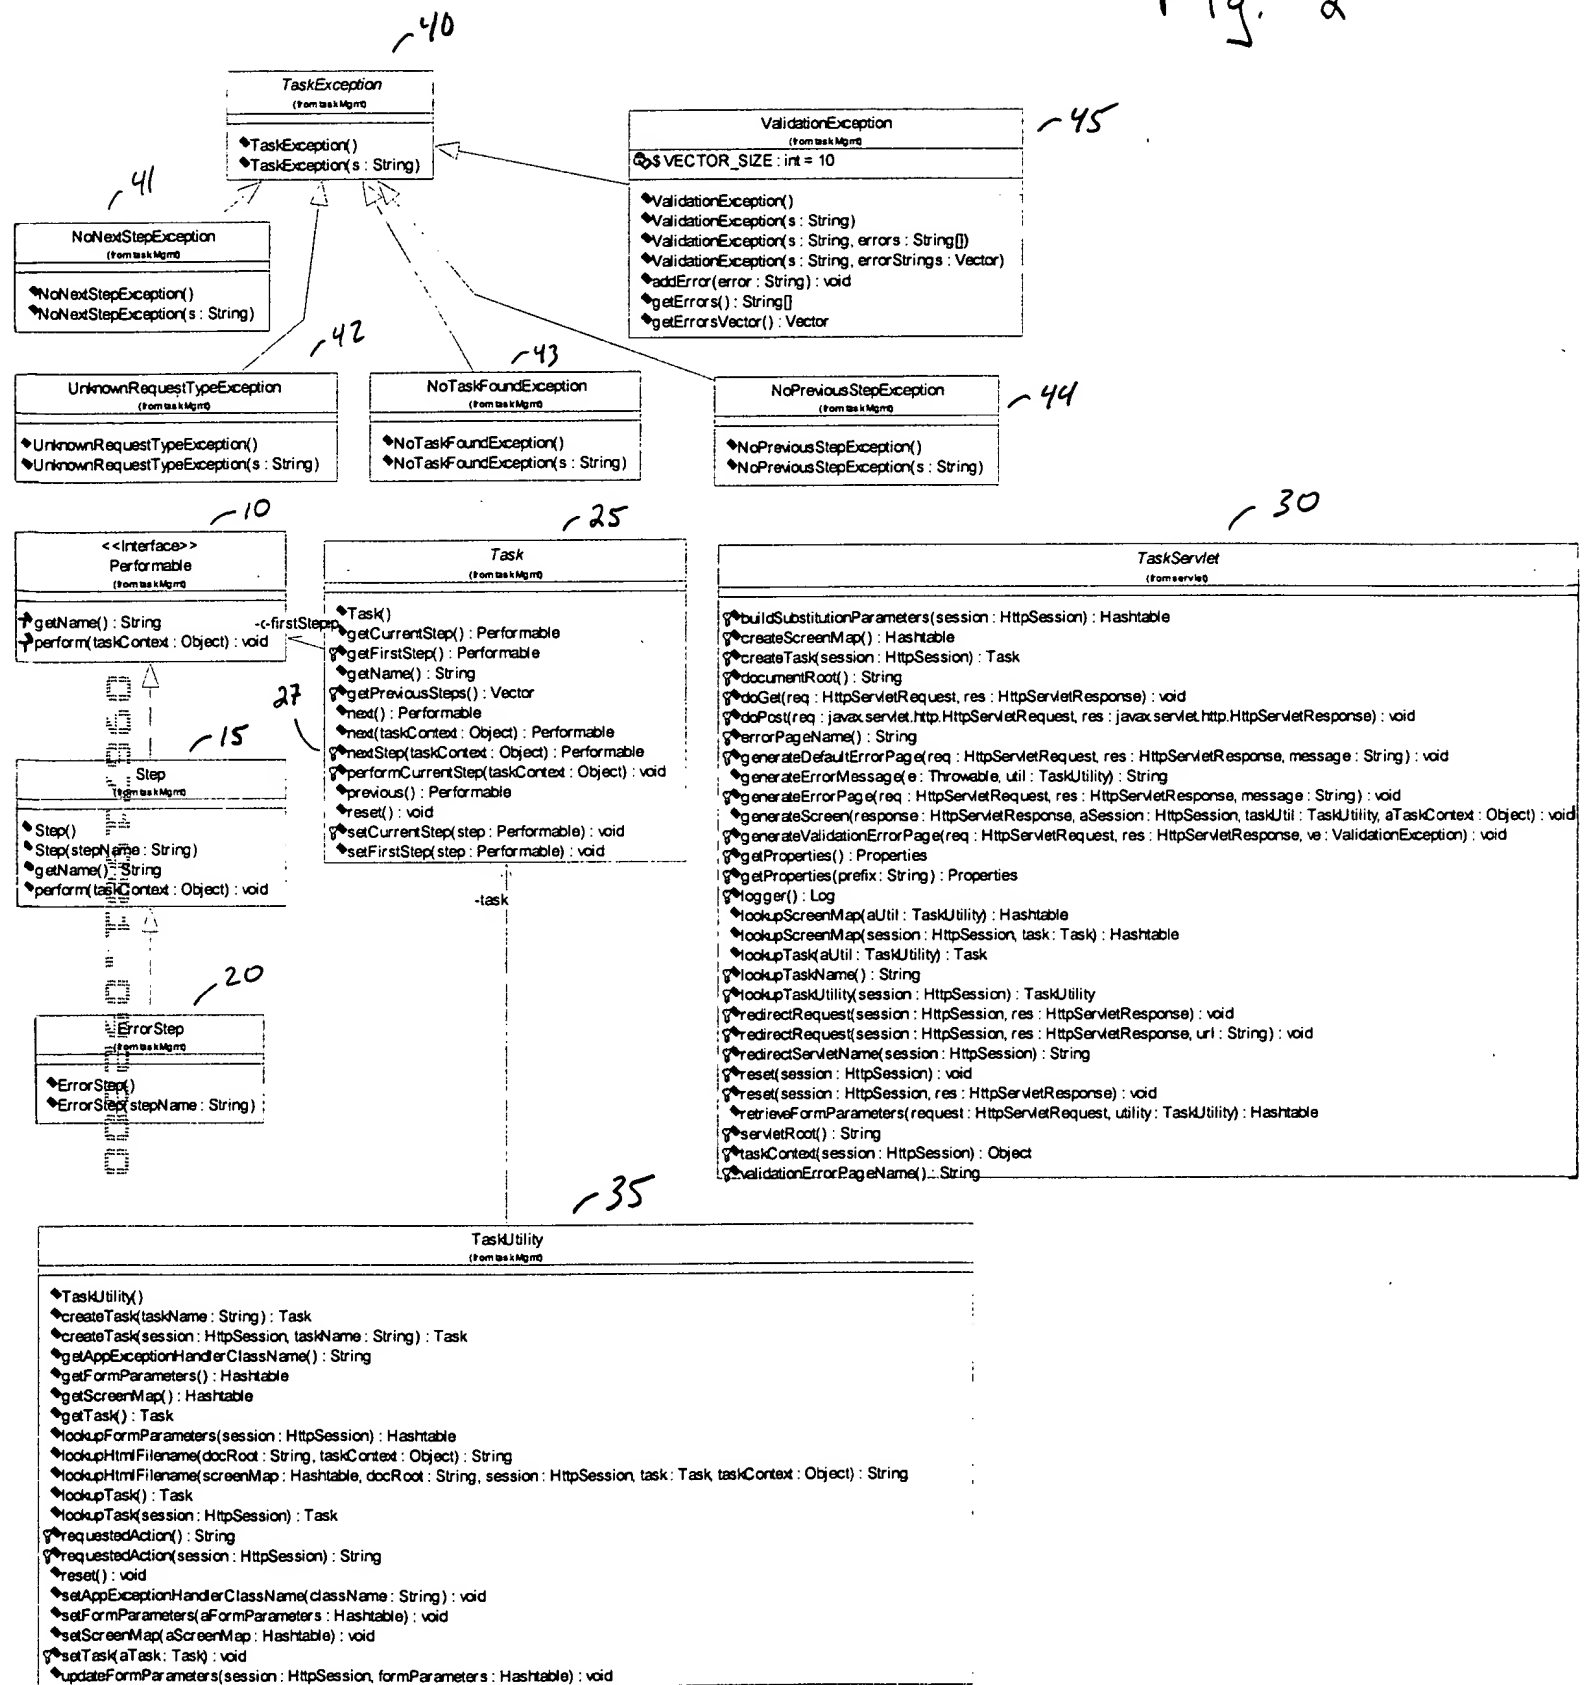 Fig. 2
40
TaskException
(from taskMgmt)
TaskException()
TaskException(s : String)
45
ValidationException
(from taskMgmt)
$ VECTOR_SIZE : int = 10
ValidationException()
ValidationException(s : String)
ValidationException(s : String, errors : String[])
ValidationException(s : String, errorStrings : Vector)
addError(error : String) : void
getErrors() : String[]
getErrorsVector() : Vector
41
NoNextStepException
(from taskMgmt)
NoNextStepException()
NoNextStepException(s : String)
42
UnknownRequestTypeException
(from taskMgmt)
UnknownRequestTypeException()
UnknownRequestTypeException(s : String)
43
NoTaskFoundException
(from taskMgmt)
NoTaskFoundException()
NoTaskFoundException(s : String)
44
NoPreviousStepException
(from taskMgmt)
NoPreviousStepException()
NoPreviousStepException(s : String)
10
<<Interface>>
Performable
(from taskMgmt)
getName() : String
perform(taskContext : Object) : void
-c-firstStep
15
Step
(from taskMgmt)
Step()
Step(stepName : String)
getName() : String
perform(taskContext : Object) : void
20
ErrorStep
(from taskMgmt)
ErrorStep()
ErrorStep(stepName : String)
25
Task
(from taskMgmt)
Task()
getCurrentStep() : Performable
getFirstStep() : Performable
getName() : String
getPreviousSteps() : Vector
next() : Performable
next(taskContext : Object) : Performable
27
nextStep(taskContext : Object) : Performable
performCurrentStep(taskContext : Object) : void
previous() : Performable
reset() : void
setCurrentStep(step : Performable) : void
setFirstStep(step : Performable) : void
-task
30
TaskServlet
(from servlet)
buildSubstitutionParameters(session : HttpSession) : Hashtable
createScreenMap() : Hashtable
createTask(session : HttpSession) : Task
documentRoot() : String
doGet(req : HttpServletRequest, res : HttpServletResponse) : void
doPost(req : javax.servlet.http.HttpServletRequest, res : javax.servlet.http.HttpServletResponse) : void
errorPageName() : String
generateDefaultErrorPage(req : HttpServletRequest, res : HttpServletResponse, message : String) : void
generateErrorMessage(e : Throwable, util : TaskUtility) : String
generateErrorPage(req : HttpServletRequest, res : HttpServletResponse, message : String) : void
generateScreen(response : HttpServletResponse, aSession : HttpSession, taskUtil : TaskUtility, aTaskContext : Object) : void
generateValidationErrorPage(req : HttpServletRequest, res : HttpServletResponse, ve : ValidationException) : void
getProperties() : Properties
getProperties(prefix : String) : Properties
logger() : Log
lookupScreenMap(aUtil : TaskUtility) : Hashtable
lookupScreenMap(session : HttpSession, task : Task) : Hashtable
lookupTask(aUtil : TaskUtility) : Task
lookupTaskName() : String
lookupTaskUtility(session : HttpSession) : TaskUtility
redirectRequest(session : HttpSession, res : HttpServletResponse) : void
redirectRequest(session : HttpSession, res : HttpServletResponse, url : String) : void
redirectServletName(session : HttpSession) : String
reset(session : HttpSession) : void
reset(session : HttpSession, res : HttpServletResponse) : void
retrieveFormParameters(request : HttpServletRequest, utility : TaskUtility) : Hashtable
servletRoot() : String
taskContext(session : HttpSession) : Object
validationErrorPageName() : String
35
TaskUtility
(from taskMgmt)
TaskUtility()
createTask(taskName : String) : Task
createTask(session : HttpSession, taskName : String) : Task
getAppExceptionHandlerClassName() : String
getFormParameters() : Hashtable
getScreenMap() : Hashtable
getTask() : Task
lookupFormParameters(session : HttpSession) : Hashtable
lookupHtmlFilename(docRoot : String, taskContext : Object) : String
lookupHtmlFilename(screenMap : Hashtable, docRoot : String, session : HttpSession, task : Task, taskContext : Object) : String
lookupTask() : Task
lookupTask(session : HttpSession) : Task
requestedAction() : String
requestedAction(session : HttpSession) : String
reset() : void
setAppExceptionHandlerClassName(className : String) : void
setFormParameters(aFormParameters : Hashtable) : void
setScreenMap(aScreenMap : Hashtable) : void
setTask(aTask : Task) : void
updateFormParameters(session : HttpSession, formParameters : Hashtable) : void